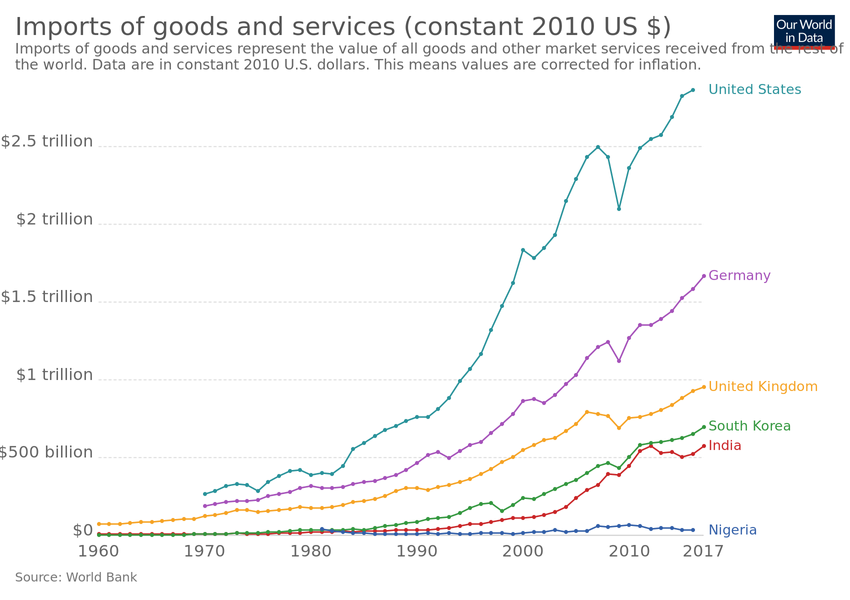 Imports of goods and services (constant 2010 US $)
Our World
in Data
Imports of goods and services represent the value of all goods and other market services received from the rest of
the world. Data are in constant 2010 U.S. dollars. This means values are corrected for inflation.
United States
$2.5 trillion
$2 trillion
$1.5 trillion
Germany
$1 trillion
United Kingdom
South Korea
India
$500 billion
Nigeria
$0
1960 1970 1980 1990 2000 2010 2017
Source: World Bank